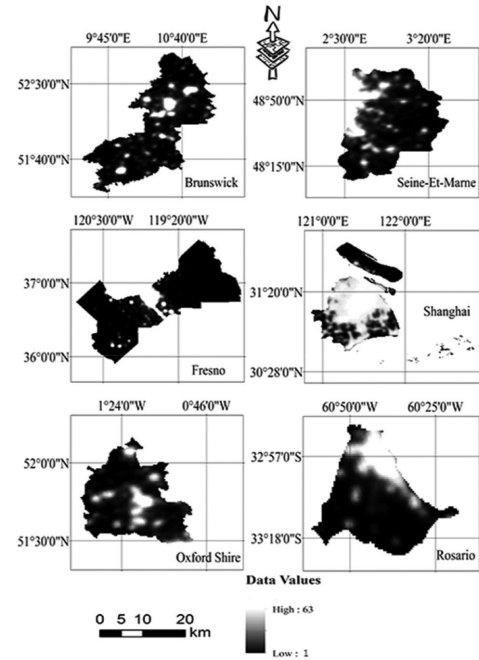 N
9°45'0"E 10°40'0"E
52°30'0"N
51°40'0"N
Brunswick
2°30'0"E 3°20'0"E
48°50'0"N
48°15'0"N
Seine-Et-Marne
120°30'0"W 119°20'0"W
37°0'0"N
36°0'0"N
Fresno
121°0'0"E 122°0'0"E
31°20'0"N
30°28'0"N
Shanghai
1°24'0"W 0°46'0"W
52°0'0"N
51°30'0"N
Oxford Shire
60°50'0"W 60°25'0"W
32°57'0"S
33°18'0"S
Rosario
Data Values
0 5 10 20
km
High : 63
Low : 1